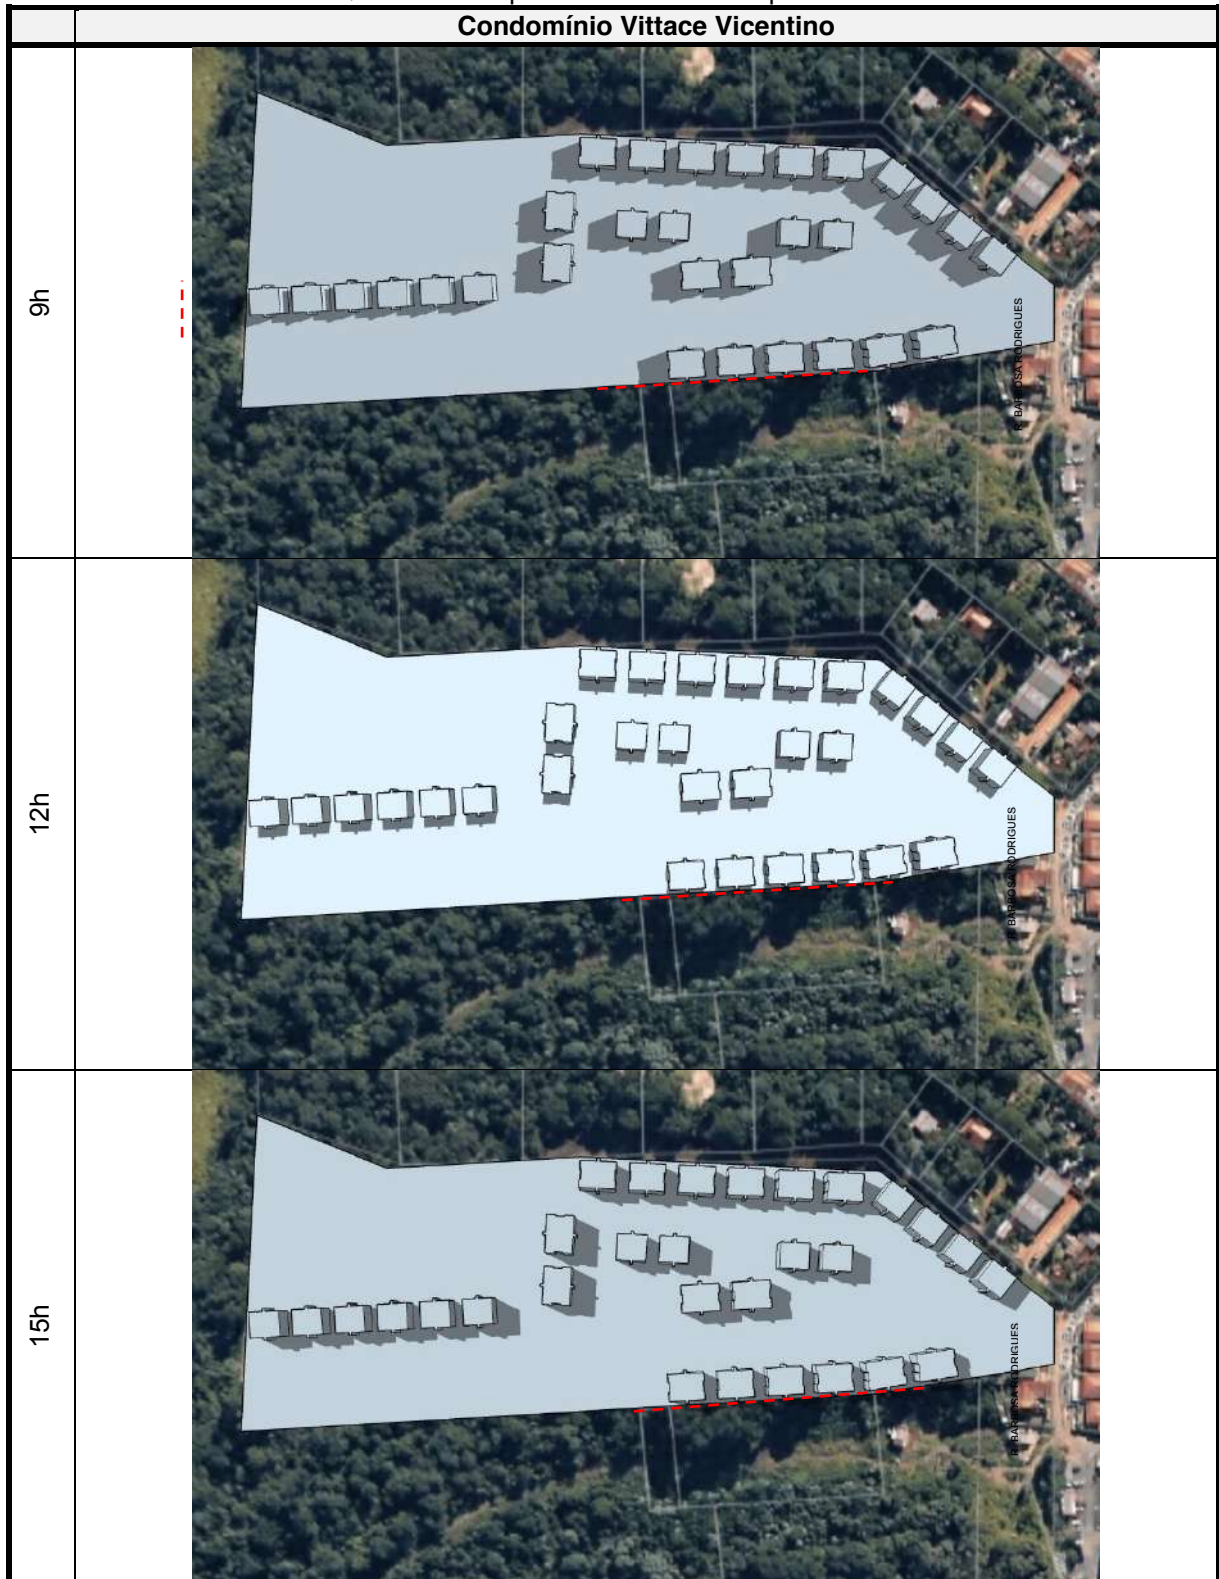 Condomínio Vittace Vicentino
9h
R. BARBOSA RODRIGUES
12h
R. BARBOSA RODRIGUES
15h
R. BARBOSA RODRIGUES